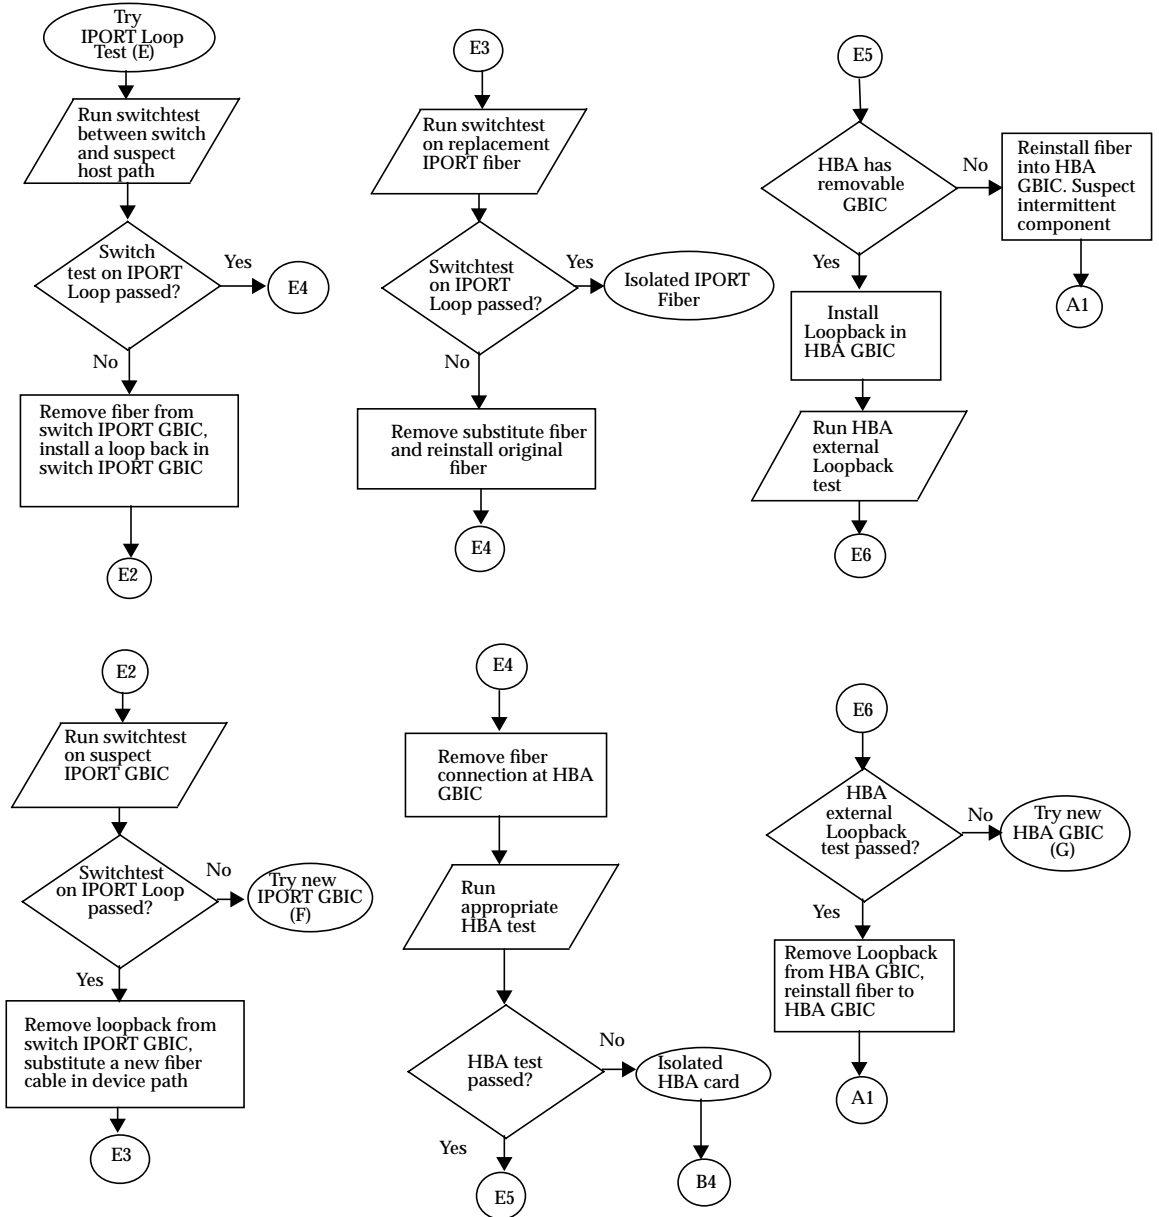 Try
IPORT Loop
Test (E)
Run switchtest
between switch
and suspect
host path
Switch
test on IPORT
Loop passed?
Yes
E4
No
Remove fiber from
switch IPORT GBIC,
install a loop back in
switch IPORT GBIC
E2
E3
Run switchtest
on replacement
IPORT fiber
Switchtest
on IPORT
Loop passed?
Yes
Isolated IPORT
Fiber
No
Remove substitute fiber
and reinstall original
fiber
E4
E5
HBA has
removable
GBIC
No
Reinstall fiber
into HBA
GBIC. Suspect
intermittent
component
A1
Yes
Install
Loopback in
HBA GBIC
Run HBA
external
Loopback
test
E6
E2
Run switchtest
on suspect
IPORT GBIC
Switchtest
on IPORT Loop
passed?
No
Try new
IPORT GBIC
(F)
Yes
Remove loopback from
switch IPORT GBIC,
substitute a new fiber
cable in device path
E3
E4
Remove fiber
connection at HBA
GBIC
Run
appropriate
HBA test
HBA test
passed?
No
Isolated
HBA card
B4
Yes
E5
E6
HBA
external
Loopback
test passed?
No
Try new
HBA GBIC
(G)
Yes
Remove Loopback
from HBA GBIC,
reinstall fiber to
HBA GBIC
A1